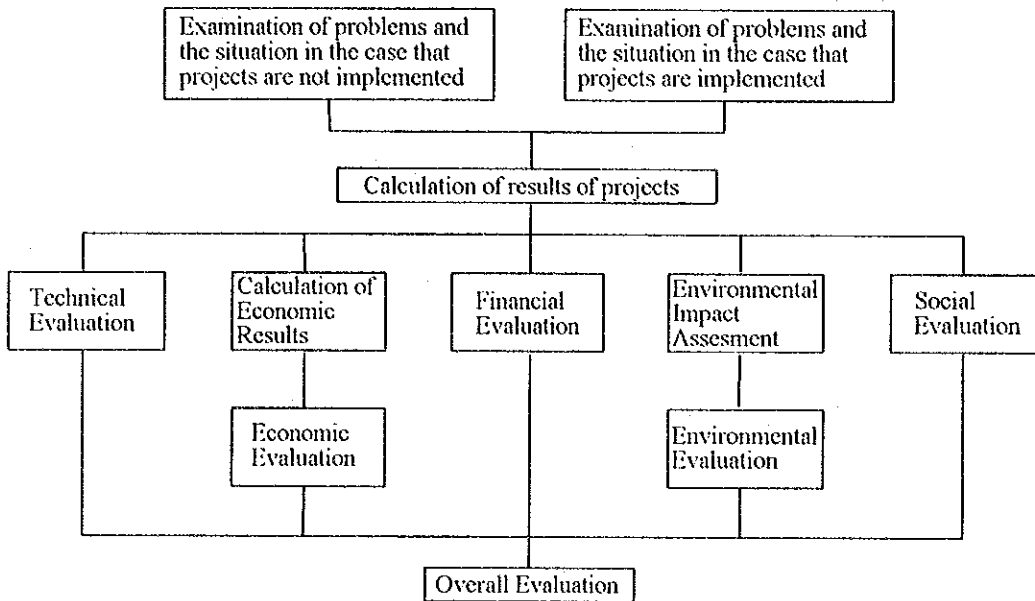 Examination of problems and
the situation in the case that
projects are not implemented
Examination of problems and
the situation in the case that
projects are implemented
Calculation of results of projects
Technical
Evaluation
Calculation of
Economic
Results
Financial
Evaluation
Environmental
Impact
Assesment
Social
Evaluation
Economic
Evaluation
Environmental
Evaluation
Overall Evaluation